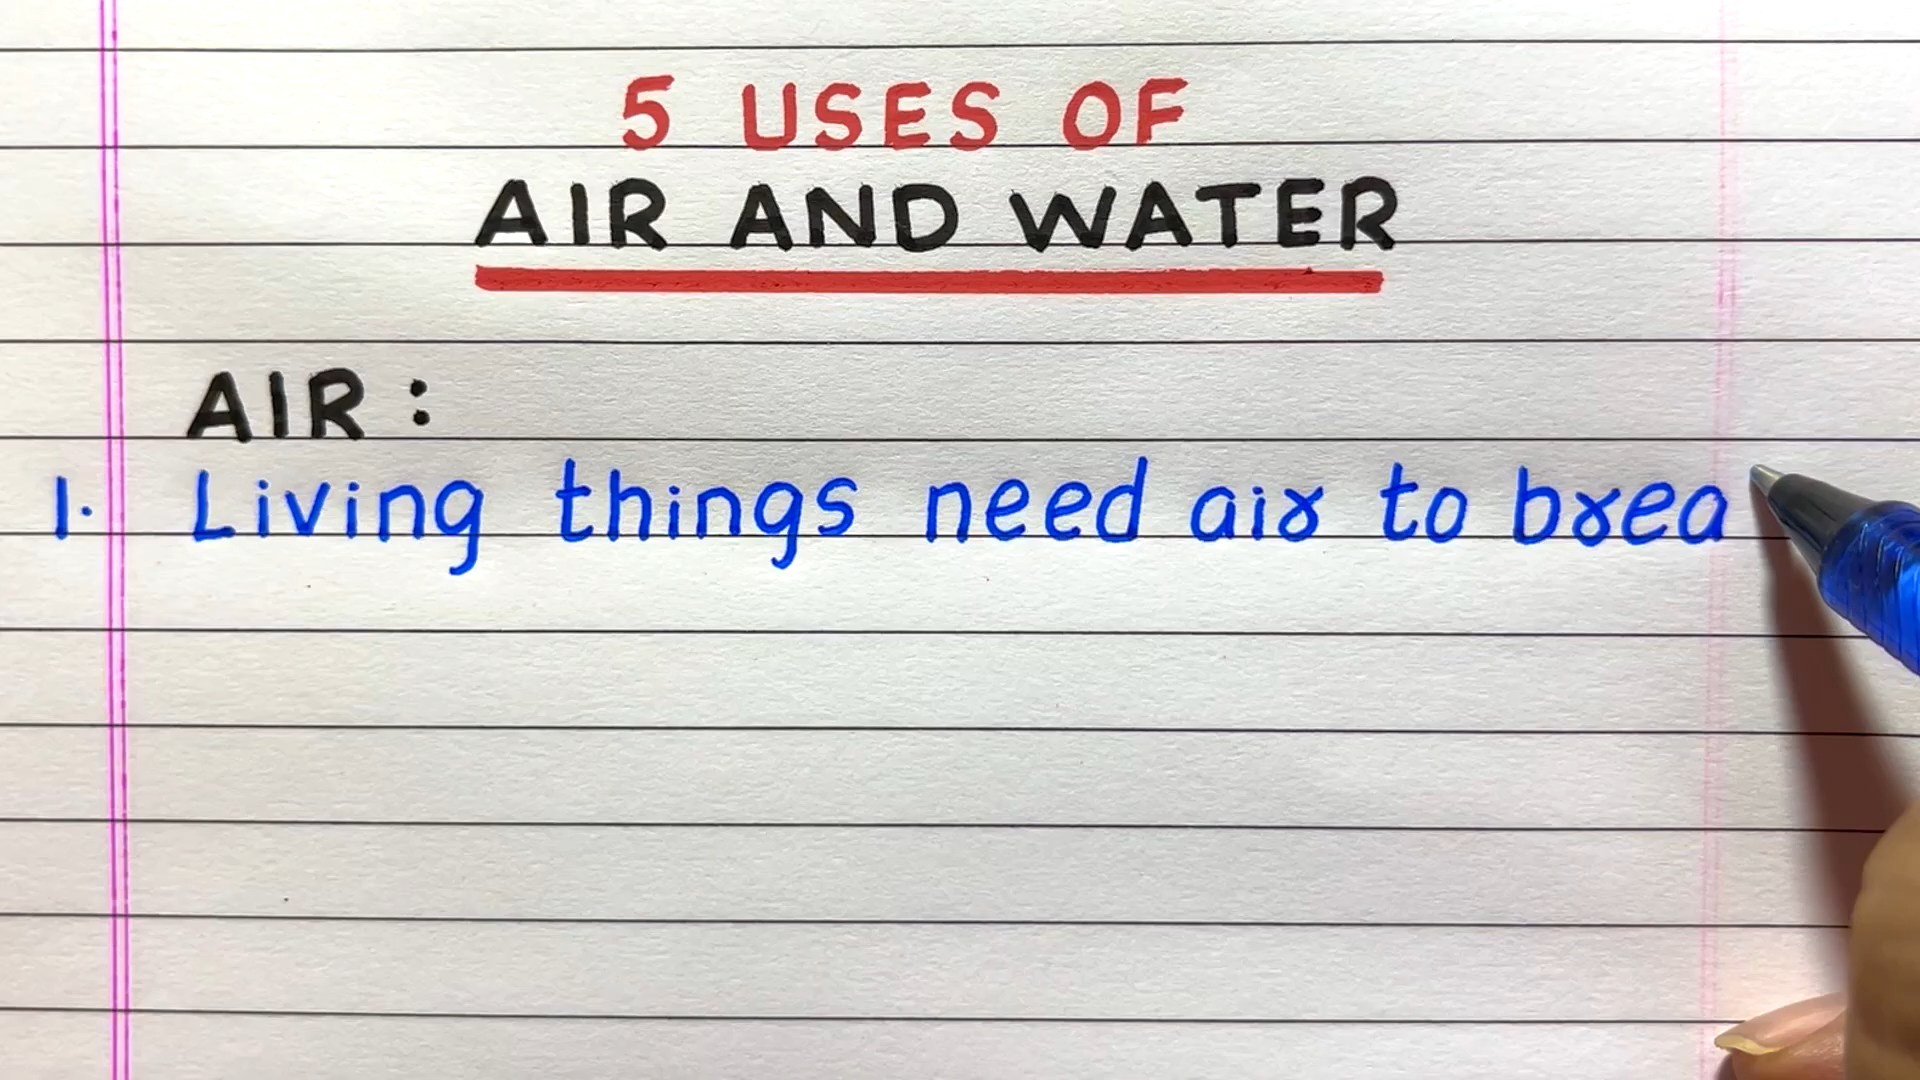 5 USES OF
AIR AND WATER
AIR :
1. Living things need air to brea